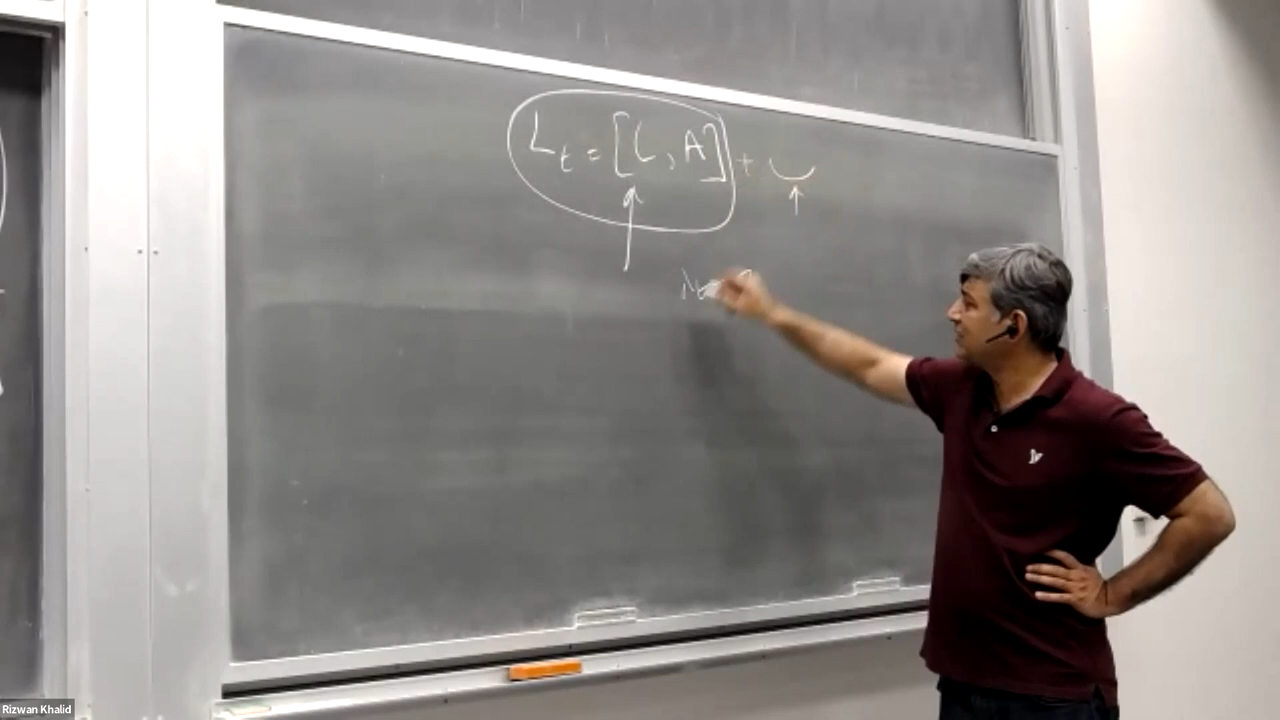 L_t = [L, A] +
Rizwan Khalid